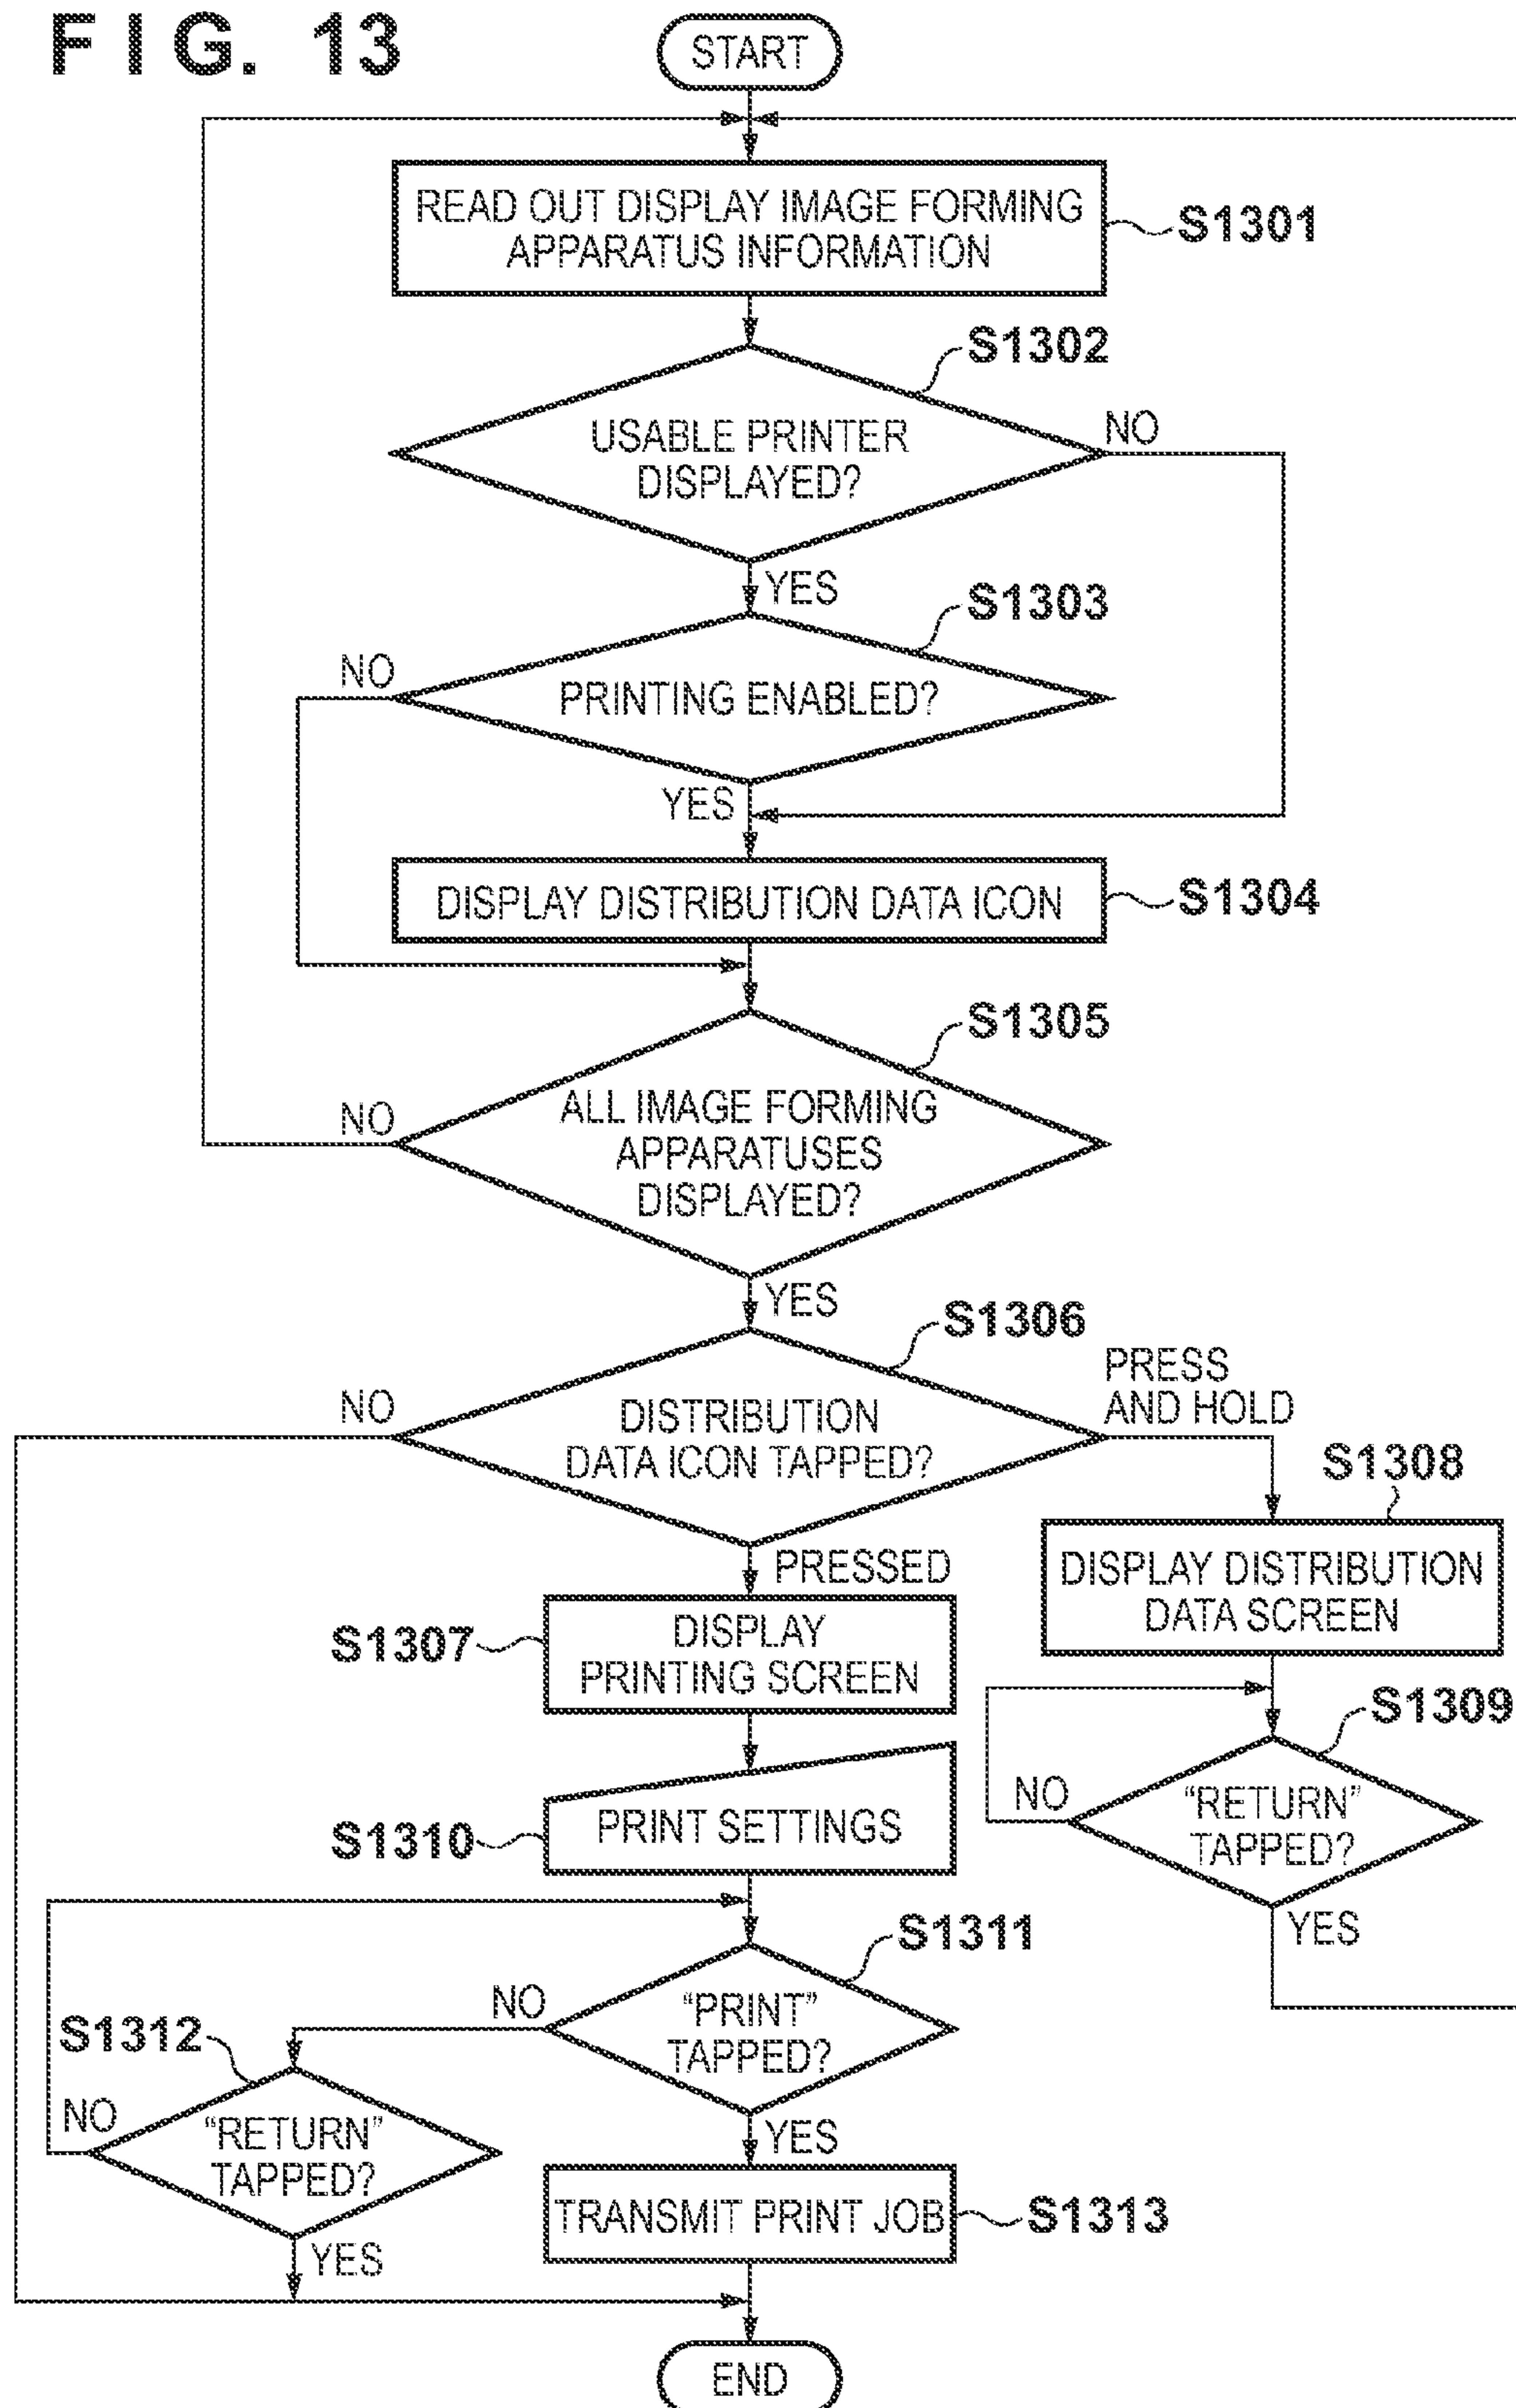 FIG. 13
START
READ OUT DISPLAY IMAGE FORMING
APPARATUS INFORMATION
S1301
S1302
USABLE PRINTER
DISPLAYED?
NO
YES
S1303
NO
PRINTING ENABLED?
YES
DISPLAY DISTRIBUTION DATA ICON
S1304
S1305
ALL IMAGE FORMING
APPARATUSES
DISPLAYED?
NO
YES
S1306
PRESS
AND HOLD
NO
DISTRIBUTION
DATA ICON TAPPED?
S1308
PRESSED
DISPLAY DISTRIBUTION
DATA SCREEN
S1307
DISPLAY
PRINTING SCREEN
S1309
NO
"RETURN"
TAPPED?
S1310
PRINT SETTINGS
YES
S1311
NO
"PRINT"
TAPPED?
S1312
NO
"RETURN"
TAPPED?
YES
TRANSMIT PRINT JOB
S1313
YES
END